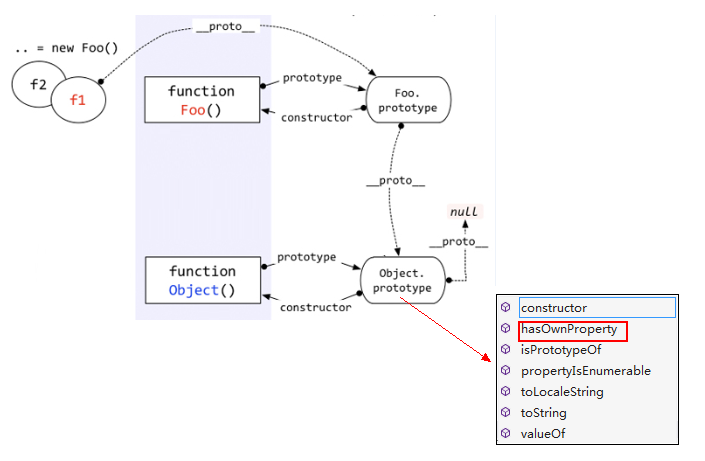 __proto__
.. = new Foo()
f2
f1
function
Foo()
prototype
constructor
Foo.
prototype
__proto__
null
__proto__
function
Object()
prototype
constructor
Object.
prototype
constructor
hasOwnProperty
isPrototypeOf
propertyIsEnumerable
toLocaleString
toString
valueOf